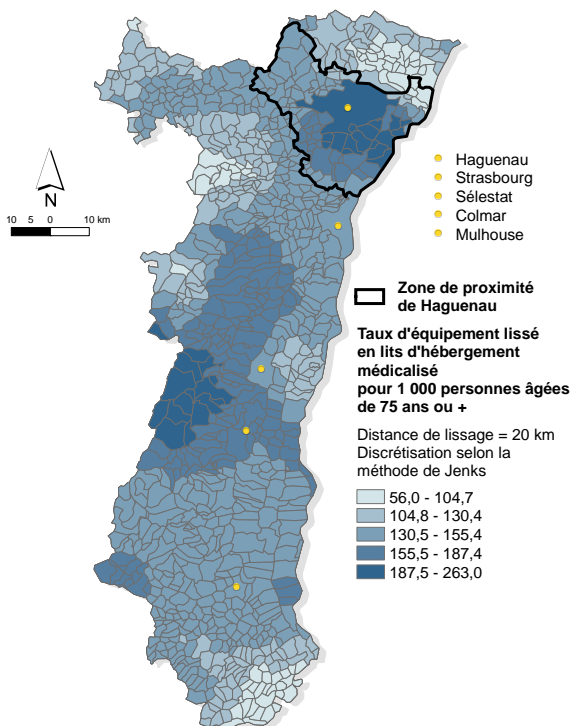 N
10 5 0 10 km
Haguenau
Strasbourg
Sélestat
Colmar
Mulhouse
Zone de proximité
de Haguenau
Taux d'équipement lissé
en lits d'hébergement
médicalisé
pour 1 000 personnes âgées
de 75 ans ou +
Distance de lissage = 20 km
Discrétisation selon la
méthode de Jenks
56,0 - 104,7
104,8 - 130,4
130,5 - 155,4
155,5 - 187,4
187,5 - 263,0